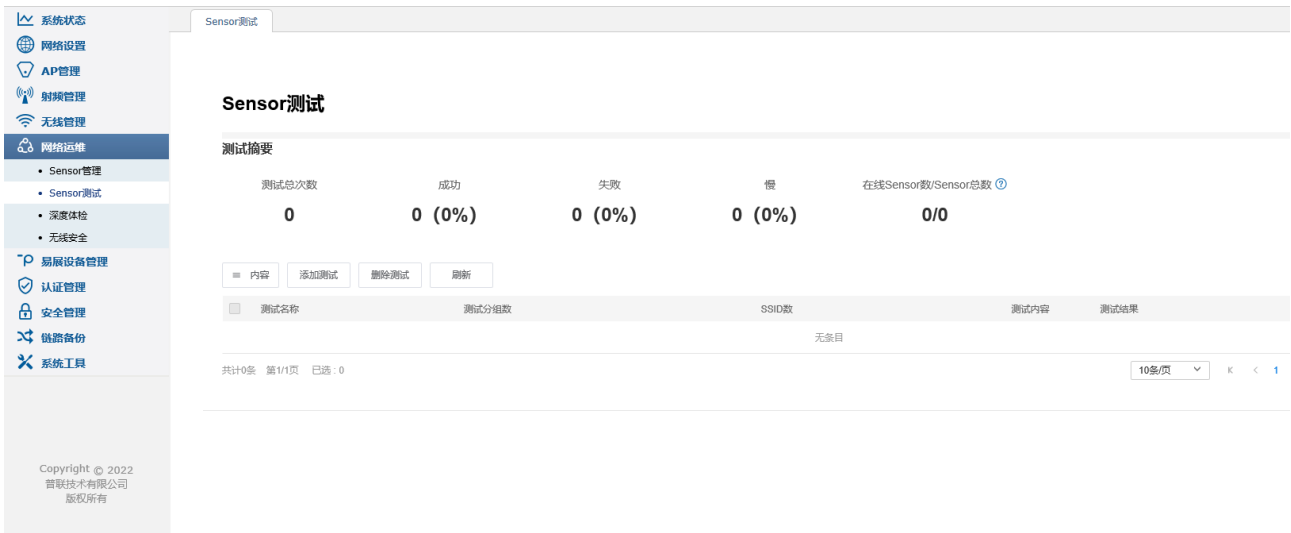 系统状态
网络设置
AP管理
射频管理
无线管理
网络运维
Sensor管理
Sensor测试
深度体检
无线安全
易展设备管理
认证管理
安全管理
链路备份
系统工具
Copyright © 2022
普联技术有限公司
版权所有
Sensor测试
Sensor测试
测试摘要
测试总次数 成功 失败 慢 在线Sensor数/Sensor总数 ?
0 0 (0%) 0 (0%) 0 (0%) 0/0
内容 添加测试 删除测试 刷新
测试名称 测试分组数 SSID数 测试内容 测试结果
无条目
共计0条 第1/1页 已选 : 0 10条/页 1